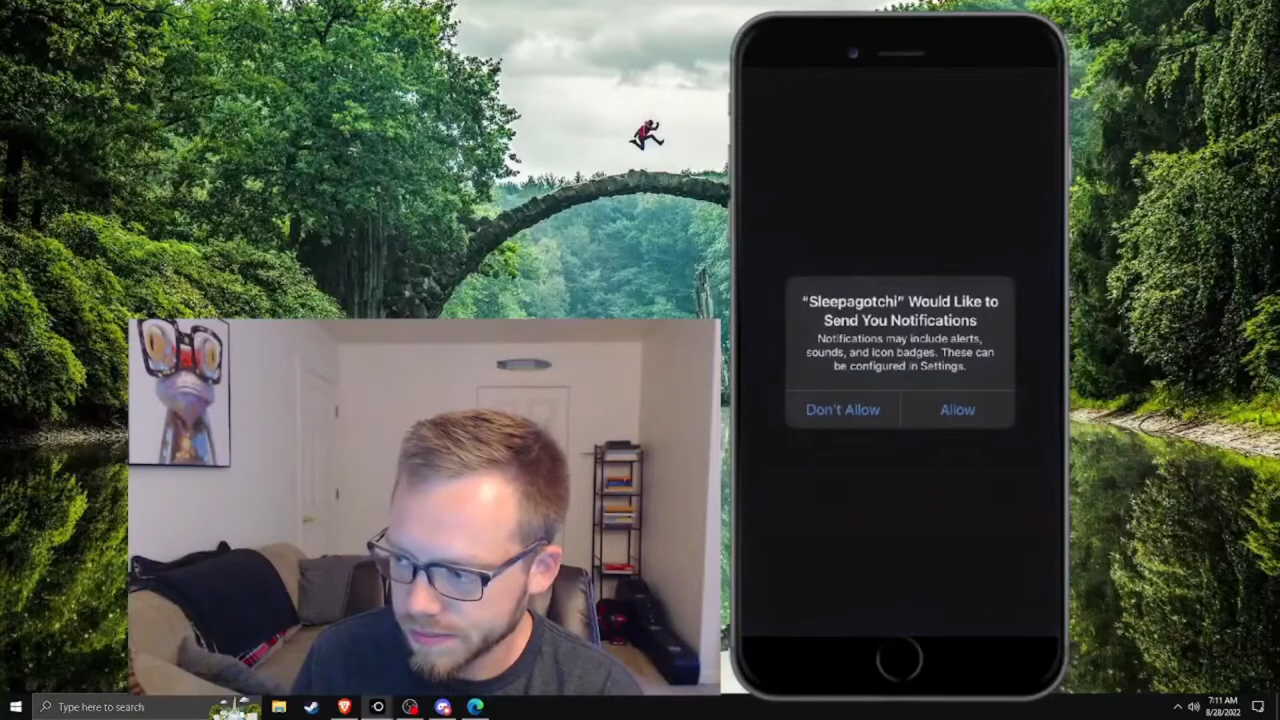 “Sleepagotchi” Would Like to
Send You Notifications
Notifications may include alerts,
sounds, and icon badges. These can
be configured in Settings.
Don't Allow
Allow
Type here to search
7:11 AM
8/28/2022